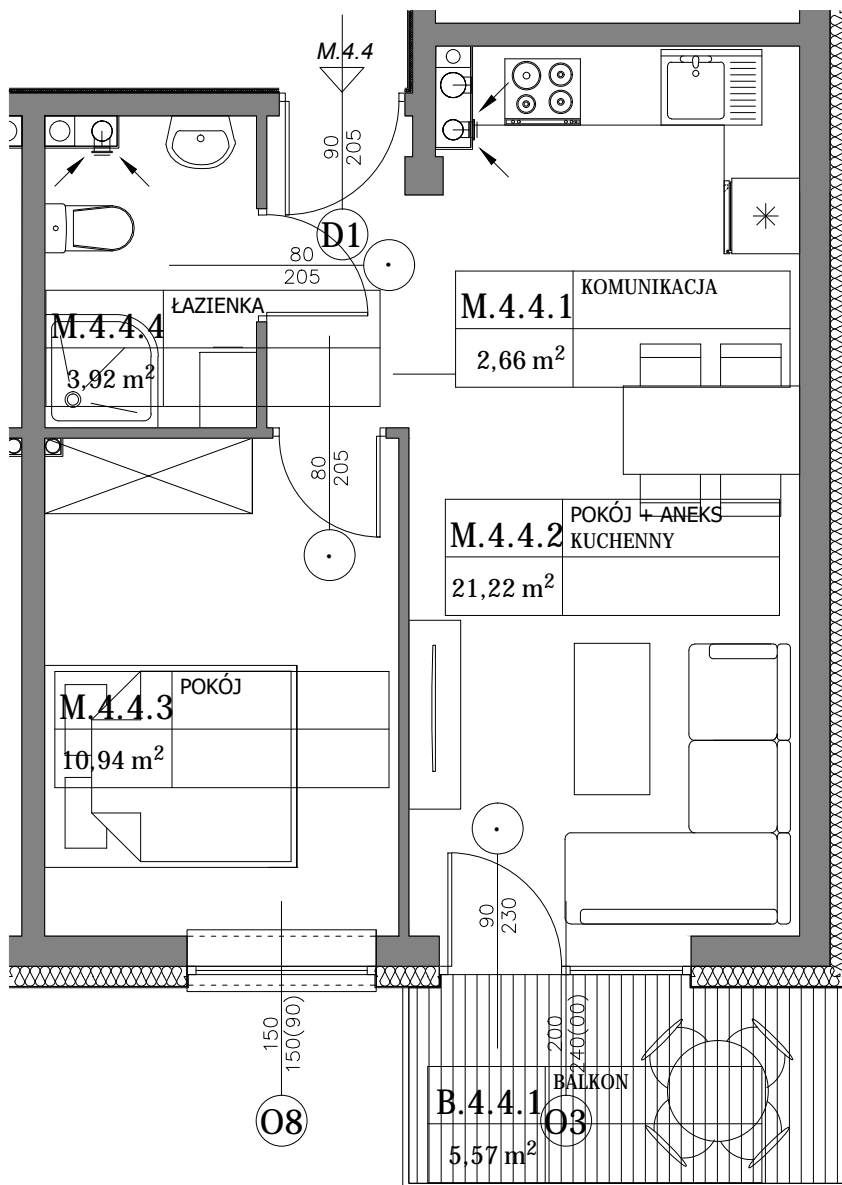 M.4.4
90
205
D1
80
205
M.4.4.4
ŁAZIENKA
3,92 m²
M.4.4.1
KOMUNIKACJA
2,66 m²
80
205
M.4.4.2
POKÓJ + ANEKS
KUCHENNY
21,22 m²
M.4.4.3
POKÓJ
10,94 m²
90
230
150
150(90)
200
240(00)
O8
B.4.4.1
BALKON
O3
5,57 m²